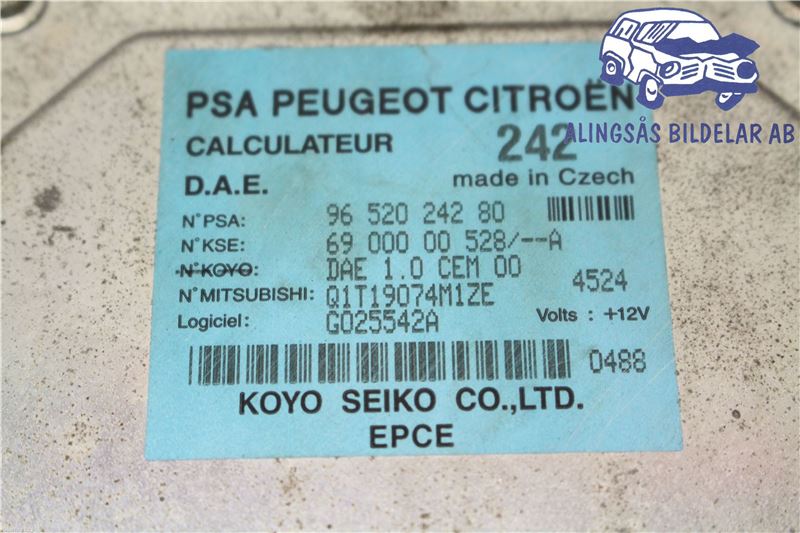 PSA PEUGEOT CITROËN
ALINGSÅS BILDELAR AB
CALCULATEUR 242
D.A.E. made in Czech
N°PSA: 96 520 242 80
N°KSE: 69 000 00 528/--A
N°KOYO: DAE 1.0 CEM 00
N°MITSUBISHI: Q1T19074M1ZE 4524
Logiciel: G025542A Volts : +12V
0488
KOYO SEIKO CO.,LTD.
EPCE